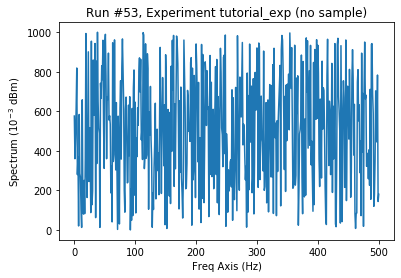 Run #53, Experiment tutorial_exp (no sample)
1000
800
600
400
200
0
Spectrum (10⁻³ dBm)
0 100 200 300 400 500
Freq Axis (Hz)